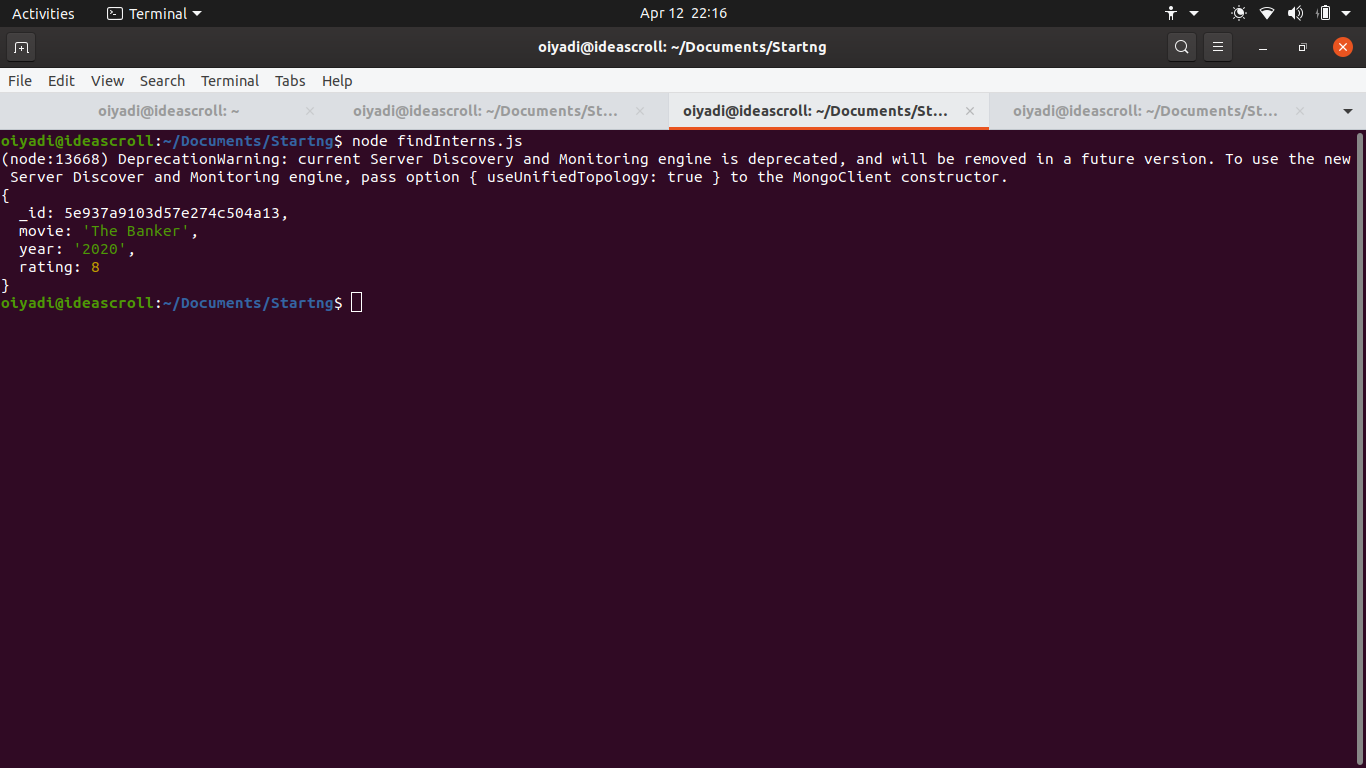 Activities Terminal Apr 12 22:16
oiyadi@ideascroll: ~/Documents/Startng
File Edit View Search Terminal Tabs Help
oiyadi@ideascroll: ~ × oiyadi@ideascroll: ~/Documents/St... × oiyadi@ideascroll: ~/Documents/St... × oiyadi@ideascroll: ~/Documents/St... ×
oiyadi@ideascroll:~/Documents/Startng$ node findInterns.js
(node:13668) DeprecationWarning: current Server Discovery and Monitoring engine is deprecated, and will be removed in a future version. To use the new
 Server Discover and Monitoring engine, pass option { useUnifiedTopology: true } to the MongoClient constructor.
{
  _id: 5e937a9103d57e274c504a13,
  movie: 'The Banker',
  year: '2020',
  rating: 8
}
oiyadi@ideascroll:~/Documents/Startng$